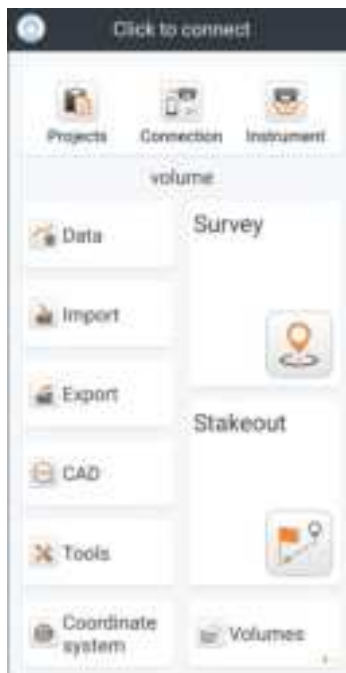 Click to connect
Projects
Connection
Instrument
volume
Data
Survey
Import
Export
Stakeout
CAD
Tools
Coordinate
system
Volumes